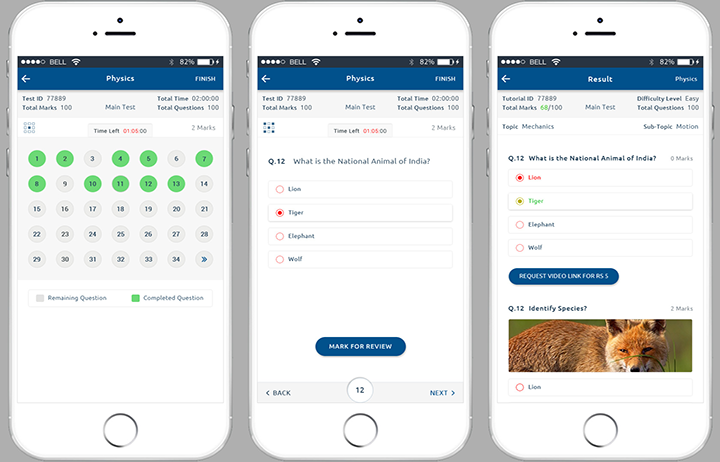 BELL 82%
Physics FINISH
Test ID 77889 Total Time 02:00:00
Total Marks 100 Main Test Total Questions 100
Time Left 01:05:00 2 Marks
1 2 3 4 5 6 7
8 9 10 11 12 13 14
15 16 17 18 19 20 21
22 23 24 25 26 27 28
29 30 31 32 33 34 »
Remaining Question Completed Question
BELL 82%
Physics FINISH
Test ID 77889 Total Time 02:00:00
Total Marks 100 Main Test Total Questions 100
Time Left 01:05:00 2 Marks
Q.12 What is the National Animal of India?
Lion
Tiger
Elephant
Wolf
MARK FOR REVIEW
< BACK 12 NEXT >
BELL 82%
Result Physics
Tutorial ID 77889 Difficulty Level Easy
Total Mks 68/100 Main Test Total Questions 100
Topic Mechanics Sub-Topic Motion
Q.12 What is the National Animal of India? 0 Marks
Lion
Tiger
Elephant
Wolf
REQUEST VIDEO LINK FOR RS 5
Q.12 Identify Species? 2 Marks
Lion